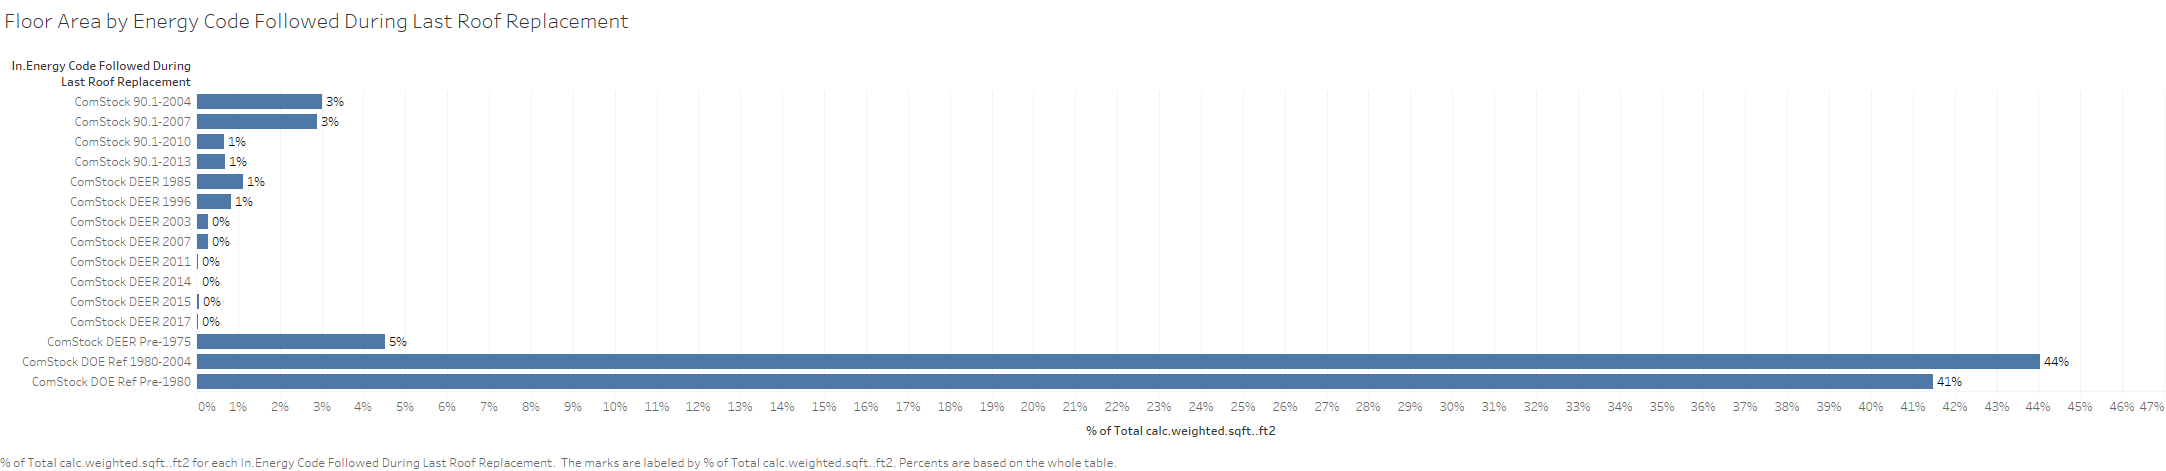 Floor Area by Energy Code Followed During Last Roof Replacement
In.Energy Code Followed During
Last Roof Replacement
ComStock 90.1-2004 3%
ComStock 90.1-2007 3%
ComStock 90.1-2010 1%
ComStock 90.1-2013 1%
ComStock DEER 1985 1%
ComStock DEER 1996 1%
ComStock DEER 2003 0%
ComStock DEER 2007 0%
ComStock DEER 2011 0%
ComStock DEER 2014 0%
ComStock DEER 2015 0%
ComStock DEER 2017 0%
ComStock DEER Pre-1975 5%
ComStock DOE Ref 1980-2004 44%
ComStock DOE Ref Pre-1980 41%
0% 1% 2% 3% 4% 5% 6% 7% 8% 9% 10% 11% 12% 13% 14% 15% 16% 17% 18% 19% 20% 21% 22% 23% 24% 25% 26% 27% 28% 29% 30% 31% 32% 33% 34% 35% 36% 37% 38% 39% 40% 41% 42% 43% 44% 45% 46% 47%
% of Total calc.weighted.sqft..ft2
% of Total calc.weighted.sqft..ft2 for each In.Energy Code Followed During Last Roof Replacement.  The marks are labeled by % of Total calc.weighted.sqft..ft2. Percents are based on the whole table.